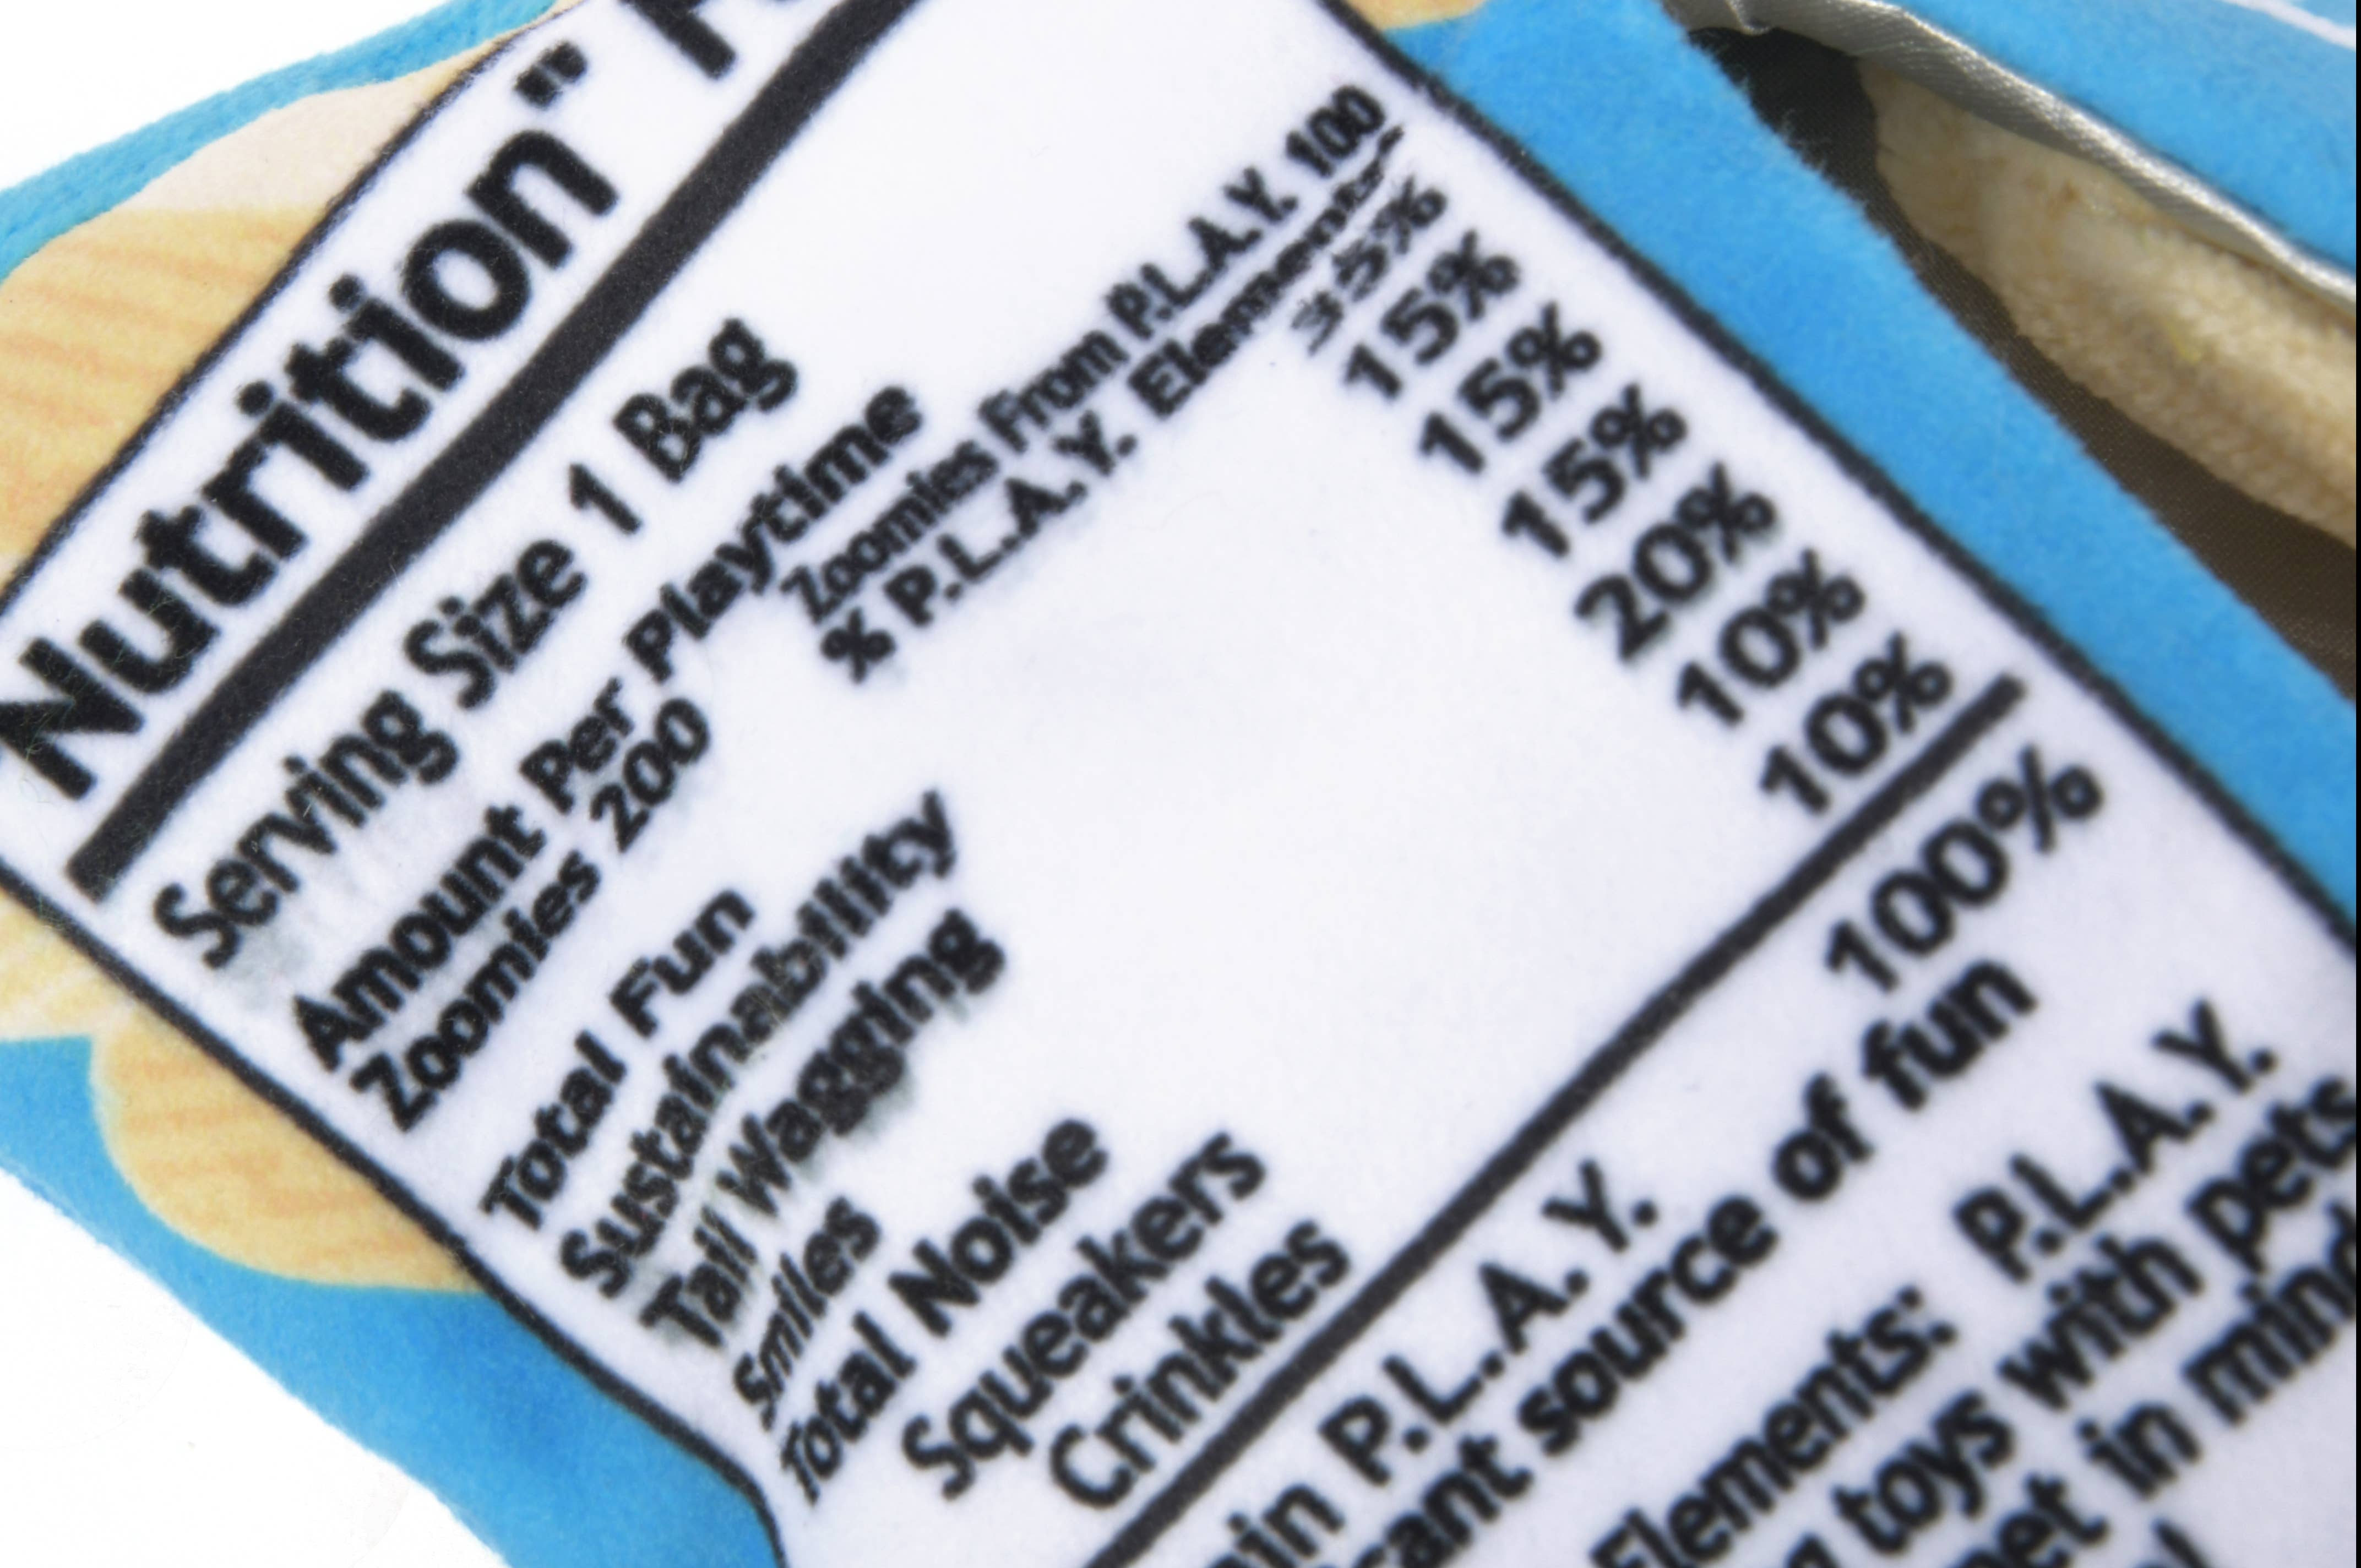 Nutrition"
Serving Size 1 Bag
Amount Per Playtime
Zoomies 200 Zoomies From P.L.A.Y. 100
% P.L.A.Y. Elements*
Total Fun 35%
Sustainability 15%
Tail Wagging 15%
Smiles 15%
Total Noise 20%
Squeakers 10%
Crinkles 10%
P.L.A.Y. 100%
source of fun
Elements: P.L.A.Y.
toys with pets
in mind